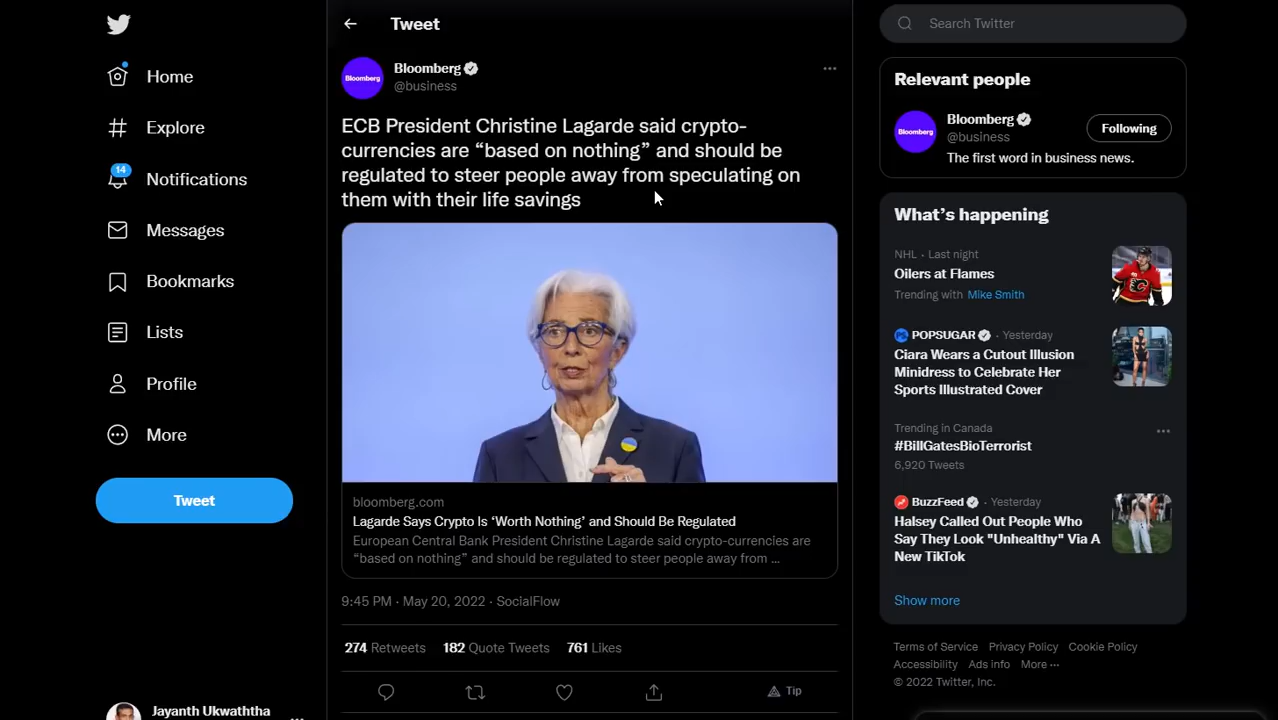 Home
Explore
14
Notifications
Messages
Bookmarks
Lists
Profile
More
Tweet
Jayanth Ukwaththa
Tweet
Bloomberg
Bloomberg
@business
ECB President Christine Lagarde said crypto-
currencies are “based on nothing” and should be
regulated to steer people away from speculating on
them with their life savings
bloomberg.com
Lagarde Says Crypto Is ‘Worth Nothing’ and Should Be Regulated
European Central Bank President Christine Lagarde said crypto-currencies are
“based on nothing” and should be regulated to steer people away from ...
9:45 PM · May 20, 2022 · SocialFlow
274 Retweets 182 Quote Tweets 761 Likes
Tip
Search Twitter
Relevant people
Bloomberg
Bloomberg
@business
Following
The first word in business news.
What’s happening
NHL · Last night
Oilers at Flames
Trending with Mike Smith
POPSUGAR · Yesterday
Ciara Wears a Cutout Illusion
Minidress to Celebrate Her
Sports Illustrated Cover
Trending in Canada
#BillGatesBioTerrorist
6,920 Tweets
BuzzFeed · Yesterday
Halsey Called Out People Who
Say They Look "Unhealthy" Via A
New TikTok
Show more
Terms of Service Privacy Policy Cookie Policy
Accessibility Ads info More ···
© 2022 Twitter, Inc.